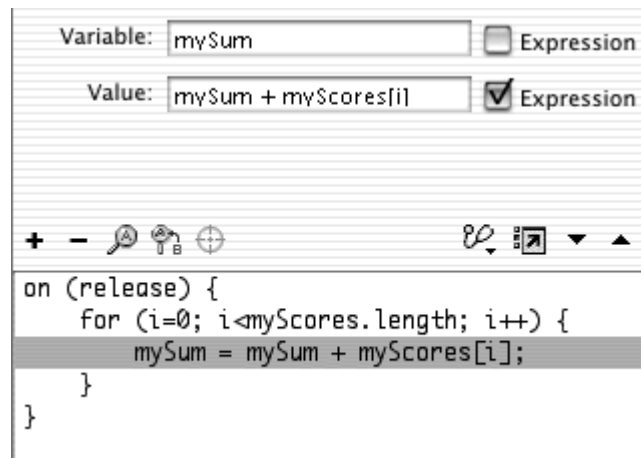 Variable: mySum Expression
Value: mySum + myScores[i] Expression
on (release) {
for (i=0; i<myScores.length; i++) {
mySum = mySum + myScores[i];
}
}